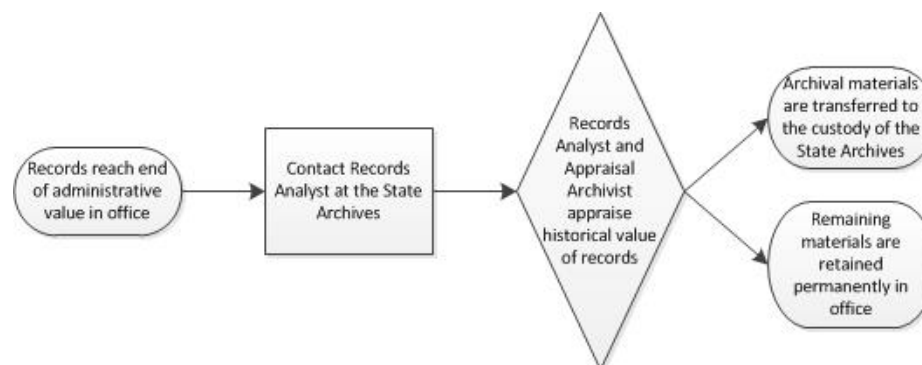 Records reach end
of administrative
value in office
Contact Records
Analyst at the State
Archives
Records
Analyst and
Appraisal
Archivist
appraise
historical value
of records
Archival materials
are transferred to
the custody of the
State Archives
Remaining
materials are
retained
permanently in
office